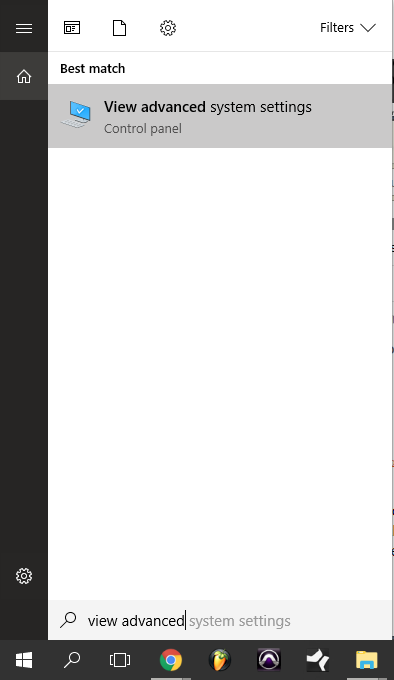 Filters
Best match
View advanced system settings
Control panel
view advanced system settings